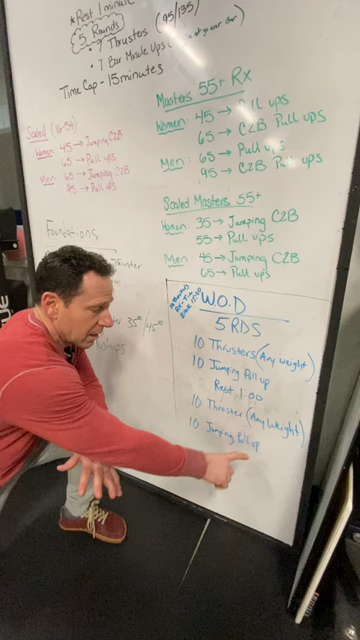 * Rest 1 minute
5 Rounds
• 7 Thrusters (95/135)
• 7 Bar Muscle Ups
Time Cap - 15 minutes
Masters 55+ Rx
Women: 45 → Pull ups
65 → C2B Pull ups
Men: 65 → Pull ups
95 → C2B Pull ups
Scaled (16-54)
Women 45 → Jumping C2B
65 → Pull ups
Men 65 → Jumping C2B
95 → Pull ups
Scaled Masters 55+
Women 35 → Jumping C2B
55 → Pull ups
Men 45 → Jumping C2B
65 → Pull ups
Foundations
Thruster
W.O.D
5 RDS
10 Thrusters (Any weight)
10 Jumping Pull up
Rest 1:00
10 Thruster (Any Weight)
10 Jumping Pull up